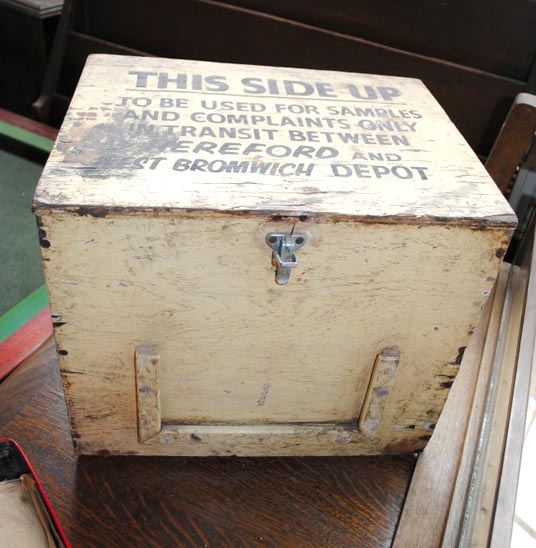 THIS SIDE UP
TO BE USED FOR SAMPLES
AND COMPLAINTS ONLY
IN TRANSIT BETWEEN
HEREFORD AND
WEST BROMWICH DEPOT